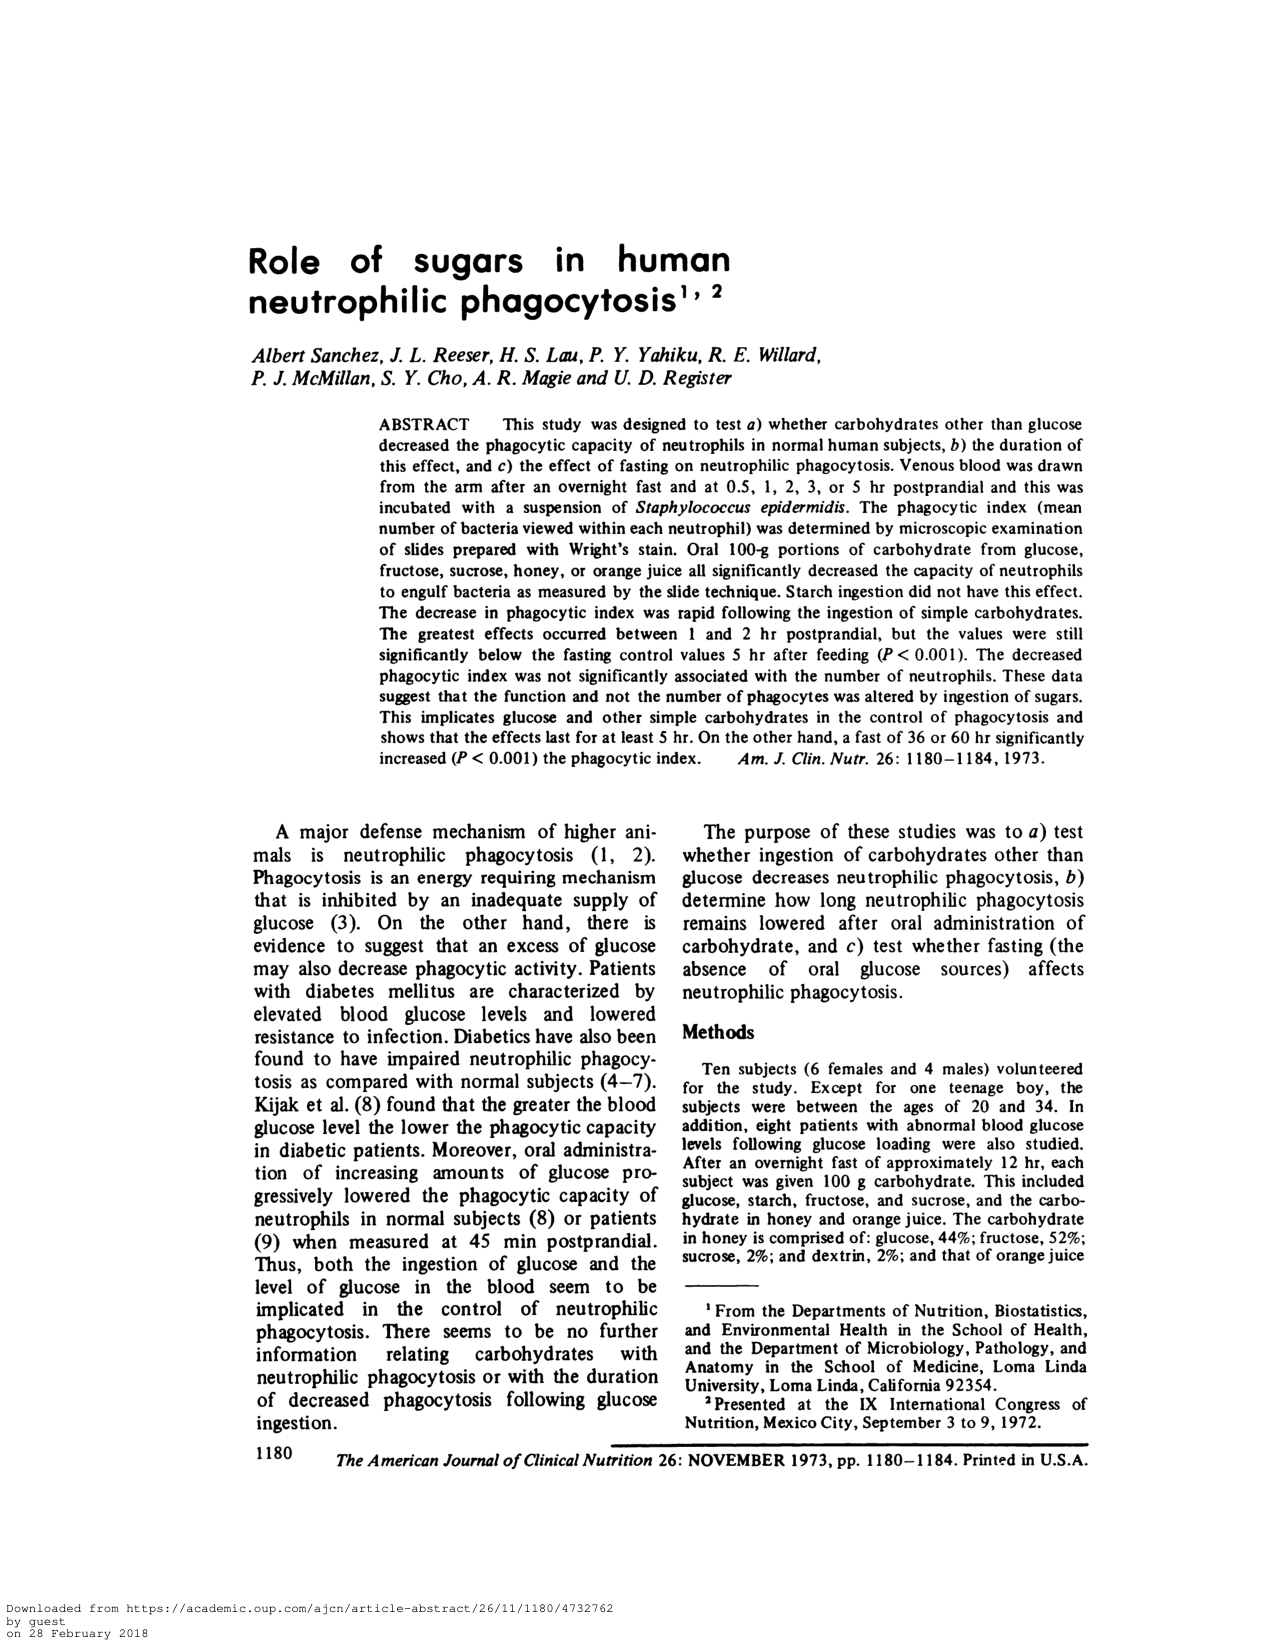 Role of sugars in human
neutrophilic phagocytosis¹, ²
Albert Sanchez, J. L. Reeser, H. S. Lau, P. Y. Yahiku, R. E. Willard,
P. J. McMillan, S. Y. Cho, A. R. Magie and U. D. Register
ABSTRACT This study was designed to test a) whether carbohydrates other than glucose
decreased the phagocytic capacity of neutrophils in normal human subjects, b) the duration of
this effect, and c) the effect of fasting on neutrophilic phagocytosis. Venous blood was drawn
from the arm after an overnight fast and at 0.5, 1, 2, 3, or 5 hr postprandial and this was
incubated with a suspension of Staphylococcus epidermidis. The phagocytic index (mean
number of bacteria viewed within each neutrophil) was determined by microscopic examination
of slides prepared with Wright's stain. Oral 100-g portions of carbohydrate from glucose,
fructose, sucrose, honey, or orange juice all significantly decreased the capacity of neutrophils
to engulf bacteria as measured by the slide technique. Starch ingestion did not have this effect.
The decrease in phagocytic index was rapid following the ingestion of simple carbohydrates.
The greatest effects occurred between 1 and 2 hr postprandial, but the values were still
significantly below the fasting control values 5 hr after feeding (P < 0.001). The decreased
phagocytic index was not significantly associated with the number of neutrophils. These data
suggest that the function and not the number of phagocytes was altered by ingestion of sugars.
This implicates glucose and other simple carbohydrates in the control of phagocytosis and
shows that the effects last for at least 5 hr. On the other hand, a fast of 36 or 60 hr significantly
increased (P < 0.001) the phagocytic index. Am. J. Clin. Nutr. 26: 1180–1184, 1973.
A major defense mechanism of higher ani-
mals is neutrophilic phagocytosis (1, 2).
Phagocytosis is an energy requiring mechanism
that is inhibited by an inadequate supply of
glucose (3). On the other hand, there is
evidence to suggest that an excess of glucose
may also decrease phagocytic activity. Patients
with diabetes mellitus are characterized by
elevated blood glucose levels and lowered
resistance to infection. Diabetics have also been
found to have impaired neutrophilic phagocy-
tosis as compared with normal subjects (4–7).
Kijak et al. (8) found that the greater the blood
glucose level the lower the phagocytic capacity
in diabetic patients. Moreover, oral administra-
tion of increasing amounts of glucose pro-
gressively lowered the phagocytic capacity of
neutrophils in normal subjects (8) or patients
(9) when measured at 45 min postprandial.
Thus, both the ingestion of glucose and the
level of glucose in the blood seem to be
implicated in the control of neutrophilic
phagocytosis. There seems to be no further
information relating carbohydrates with
neutrophilic phagocytosis or with the duration
of decreased phagocytosis following glucose
ingestion.
The purpose of these studies was to a) test
whether ingestion of carbohydrates other than
glucose decreases neutrophilic phagocytosis, b)
determine how long neutrophilic phagocytosis
remains lowered after oral administration of
carbohydrate, and c) test whether fasting (the
absence of oral glucose sources) affects
neutrophilic phagocytosis.
Methods
Ten subjects (6 females and 4 males) volunteered
for the study. Except for one teenage boy, the
subjects were between the ages of 20 and 34. In
addition, eight patients with abnormal blood glucose
levels following glucose loading were also studied.
After an overnight fast of approximately 12 hr, each
subject was given 100 g carbohydrate. This included
glucose, starch, fructose, and sucrose, and the carbo-
hydrate in honey and orange juice. The carbohydrate
in honey is comprised of: glucose, 44%; fructose, 52%;
sucrose, 2%; and dextrin, 2%; and that of orange juice
¹ From the Departments of Nutrition, Biostatistics,
and Environmental Health in the School of Health,
and the Department of Microbiology, Pathology, and
Anatomy in the School of Medicine, Loma Linda
University, Loma Linda, California 92354.
² Presented at the IX International Congress of
Nutrition, Mexico City, September 3 to 9, 1972.
1180 The American Journal of Clinical Nutrition 26: NOVEMBER 1973, pp. 1180–1184. Printed in U.S.A.
Downloaded from https://academic.oup.com/ajcn/article-abstract/26/11/1180/4732762
by guest
on 28 February 2018